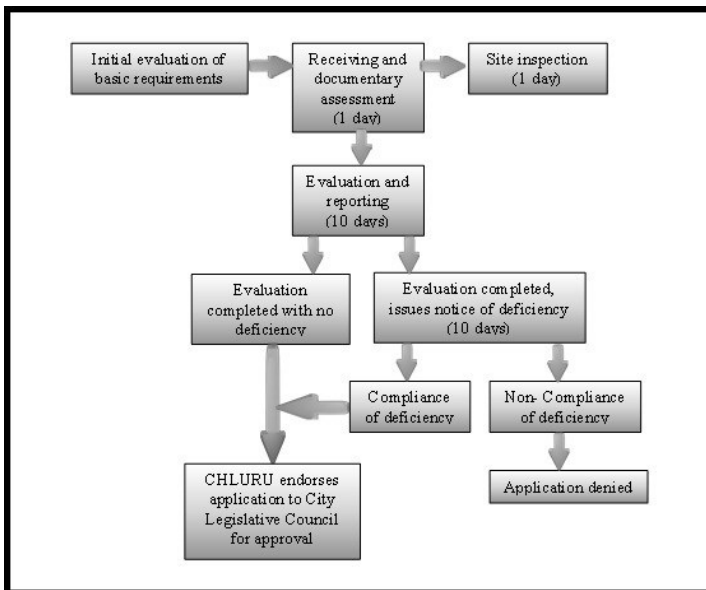 Initial evaluation of
basic requirements
Receiving and
documentary
assessment
(1 day)
Site inspection
(1 day)
Evaluation and
reporting
(10 days)
Evaluation
completed with no
deficiency
Evaluation completed,
issues notice of deficiency
(10 days)
Compliance
of deficiency
Non- Compliance
of deficiency
CHLURU endorses
application to City
Legislative Council
for approval
Application denied